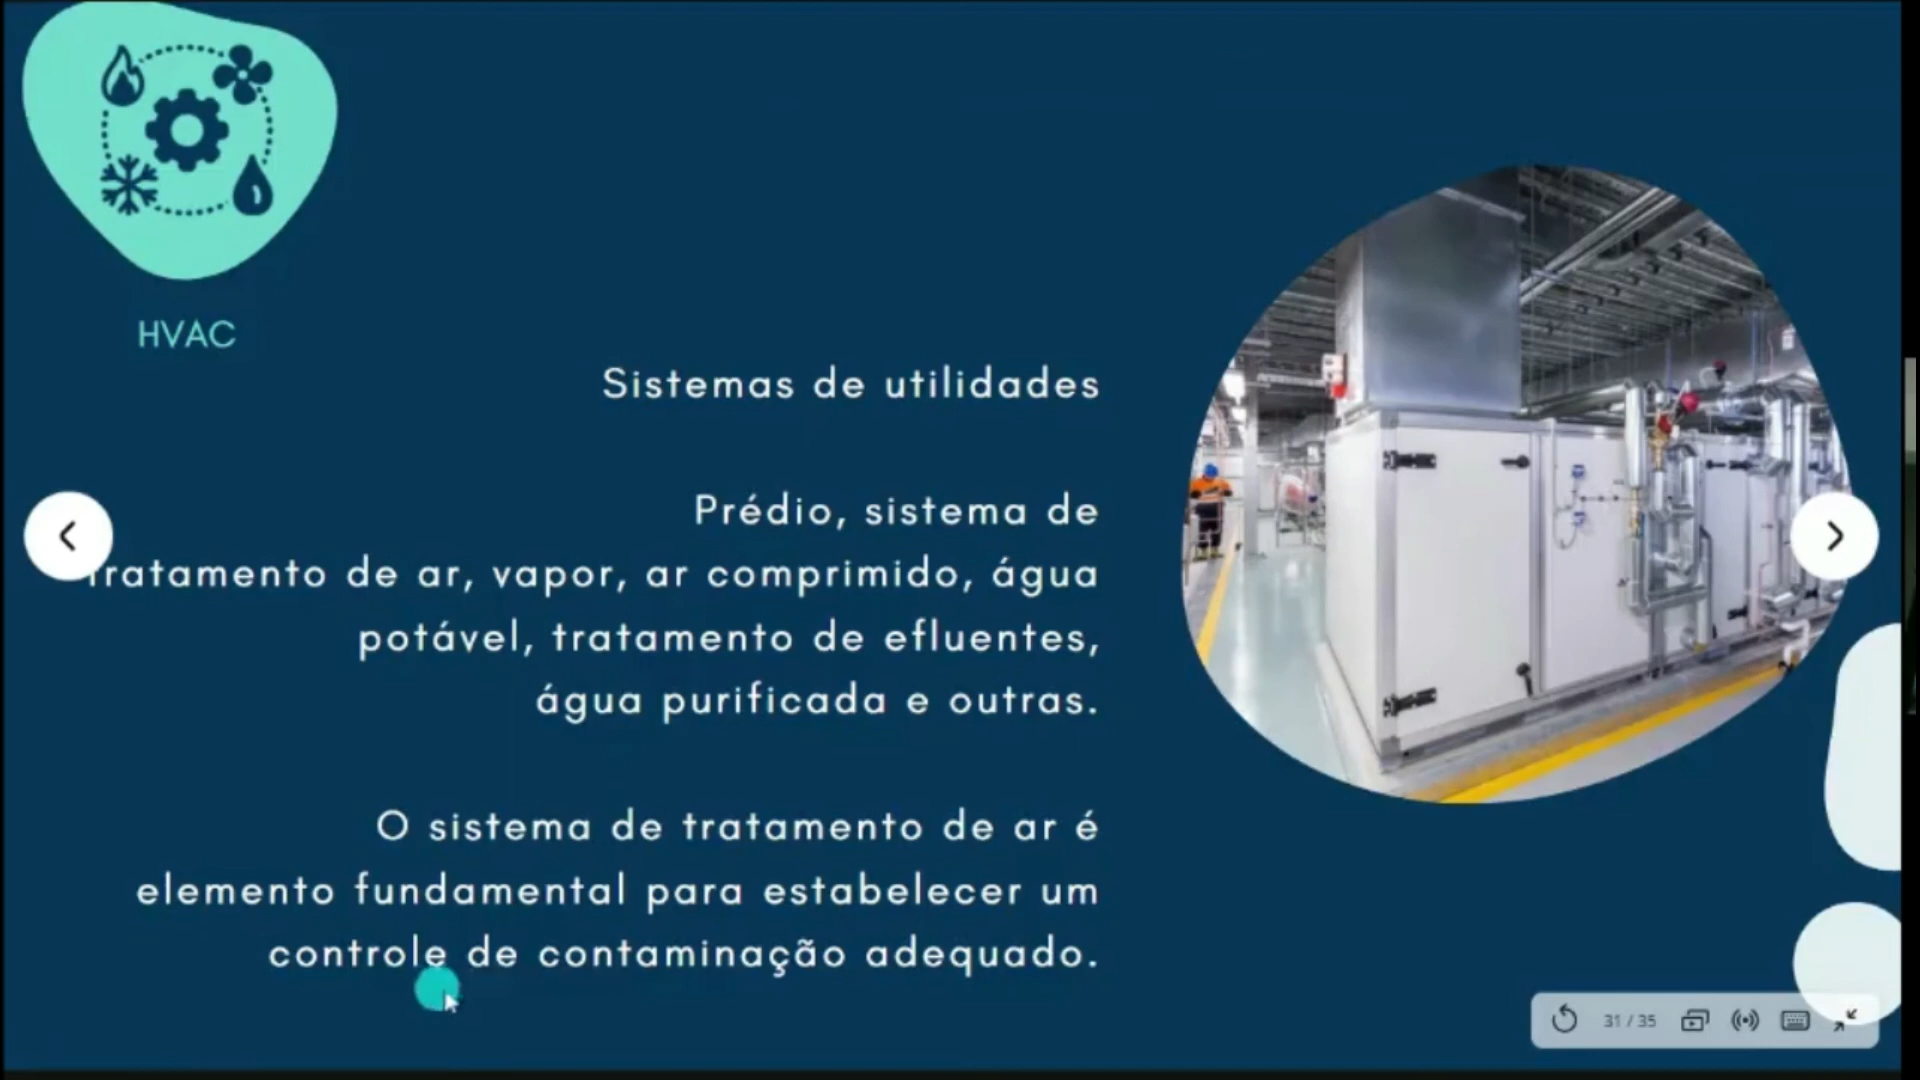 HVAC
Sistemas de utilidades
Prédio, sistema de
tratamento de ar, vapor, ar comprimido, água
potável, tratamento de efluentes,
água purificada e outras.
O sistema de tratamento de ar é
elemento fundamental para estabelecer um
controle de contaminação adequado.
31 / 35